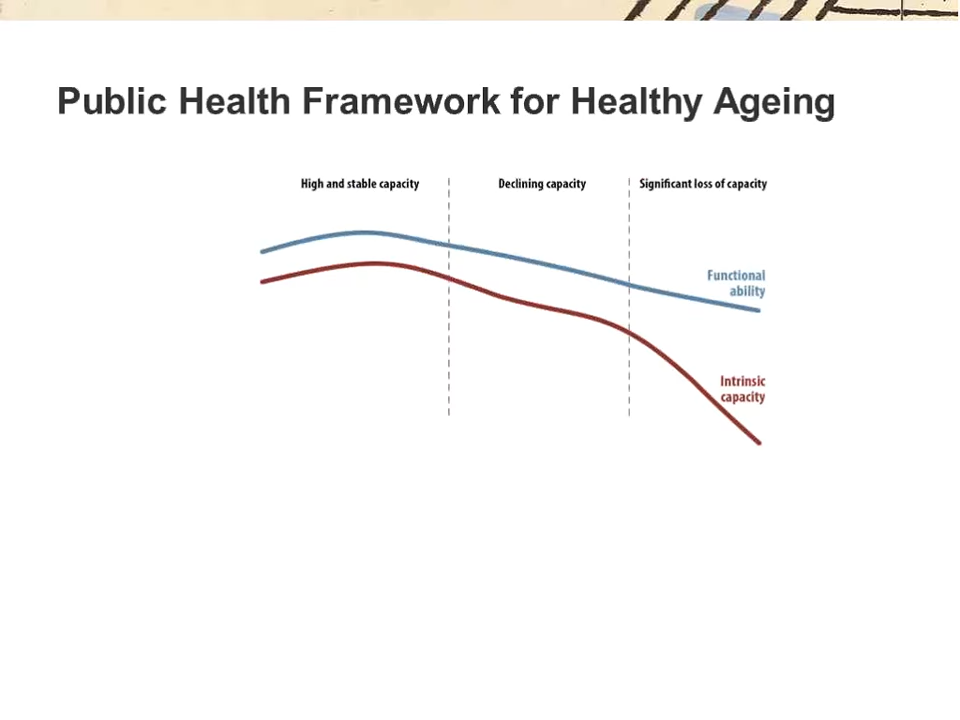 Public Health Framework for Healthy Ageing
High and stable capacity
Declining capacity
Significant loss of capacity
Functional
ability
Intrinsic
capacity